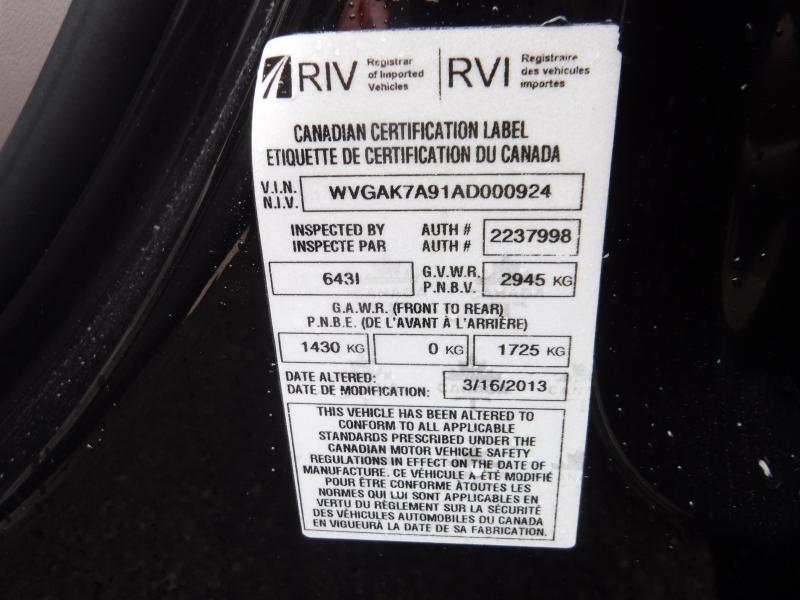 RIV Registrar of Imported Vehicles RVI Registraire des véhicules importés
CANADIAN CERTIFICATION LABEL
ETIQUETTE DE CERTIFICATION DU CANADA
V.I.N. N.I.V. WVGAK7A91AD000924
INSPECTED BY AUTH # 2237998
INSPECTE PAR AUTH #
643I G.V.W.R. P.N.B.V. 2945 KG
G.A.W.R. (FRONT TO REAR)
P.N.B.E. (DE L'AVANT À L'ARRIÈRE)
1430 KG 0 KG 1725 KG
DATE ALTERED: 3/16/2013
DATE DE MODIFICATION:
THIS VEHICLE HAS BEEN ALTERED TO
CONFORM TO ALL APPLICABLE
STANDARDS PRESCRIBED UNDER THE
CANADIAN MOTOR VEHICLE SAFETY
REGULATIONS IN EFFECT ON THE DATE OF
MANUFACTURE. CE VÉHICULE A ÉTÉ MODIFIÉ
POUR ÊTRE CONFORME ÀTOUTES LES
NORMES QUI LUI SONT APPLICABLES EN
VERTU DU RÈGLEMENT SUR LA SÉCURITÉ
DES VÉHICULES AUTOMOBILES DU CANADA
EN VIGUEURÀ LA DATE DE SA FABRICATION.